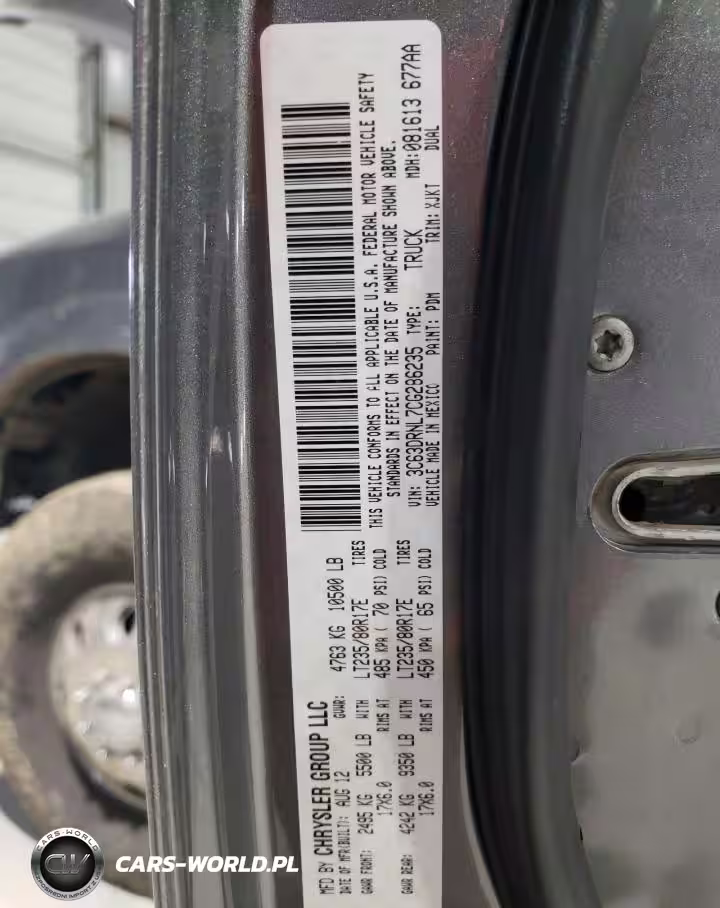 MFD BY CHRYSLER GROUP LLC
DATE OF MFR(BUILT): AUG 12 GVWR: 4763 KG 10500 LB
GAWR FRONT: 2495 KG 5500 LB WITH LT235/80R17E TIRES
17X6.0 RIMS AT 485 KPA ( 70 PSI) COLD
GAWR REAR: 4242 KG 9350 LB WITH LT235/80R17E TIRES
17X6.0 RIMS AT 450 KPA ( 65 PSI) COLD
THIS VEHICLE CONFORMS TO ALL APPLICABLE U.S.A. FEDERAL MOTOR VEHICLE SAFETY
STANDARDS IN EFFECT ON THE DATE OF MANUFACTURE SHOWN ABOVE.
VIN: 3C63DRNL7CG286235 TYPE: TRUCK MDH:081613 677AA
VEHICLE MADE IN MEXICO PAINT: PDM TRIM: XJKT DUAL
CARS-WORLD.PL